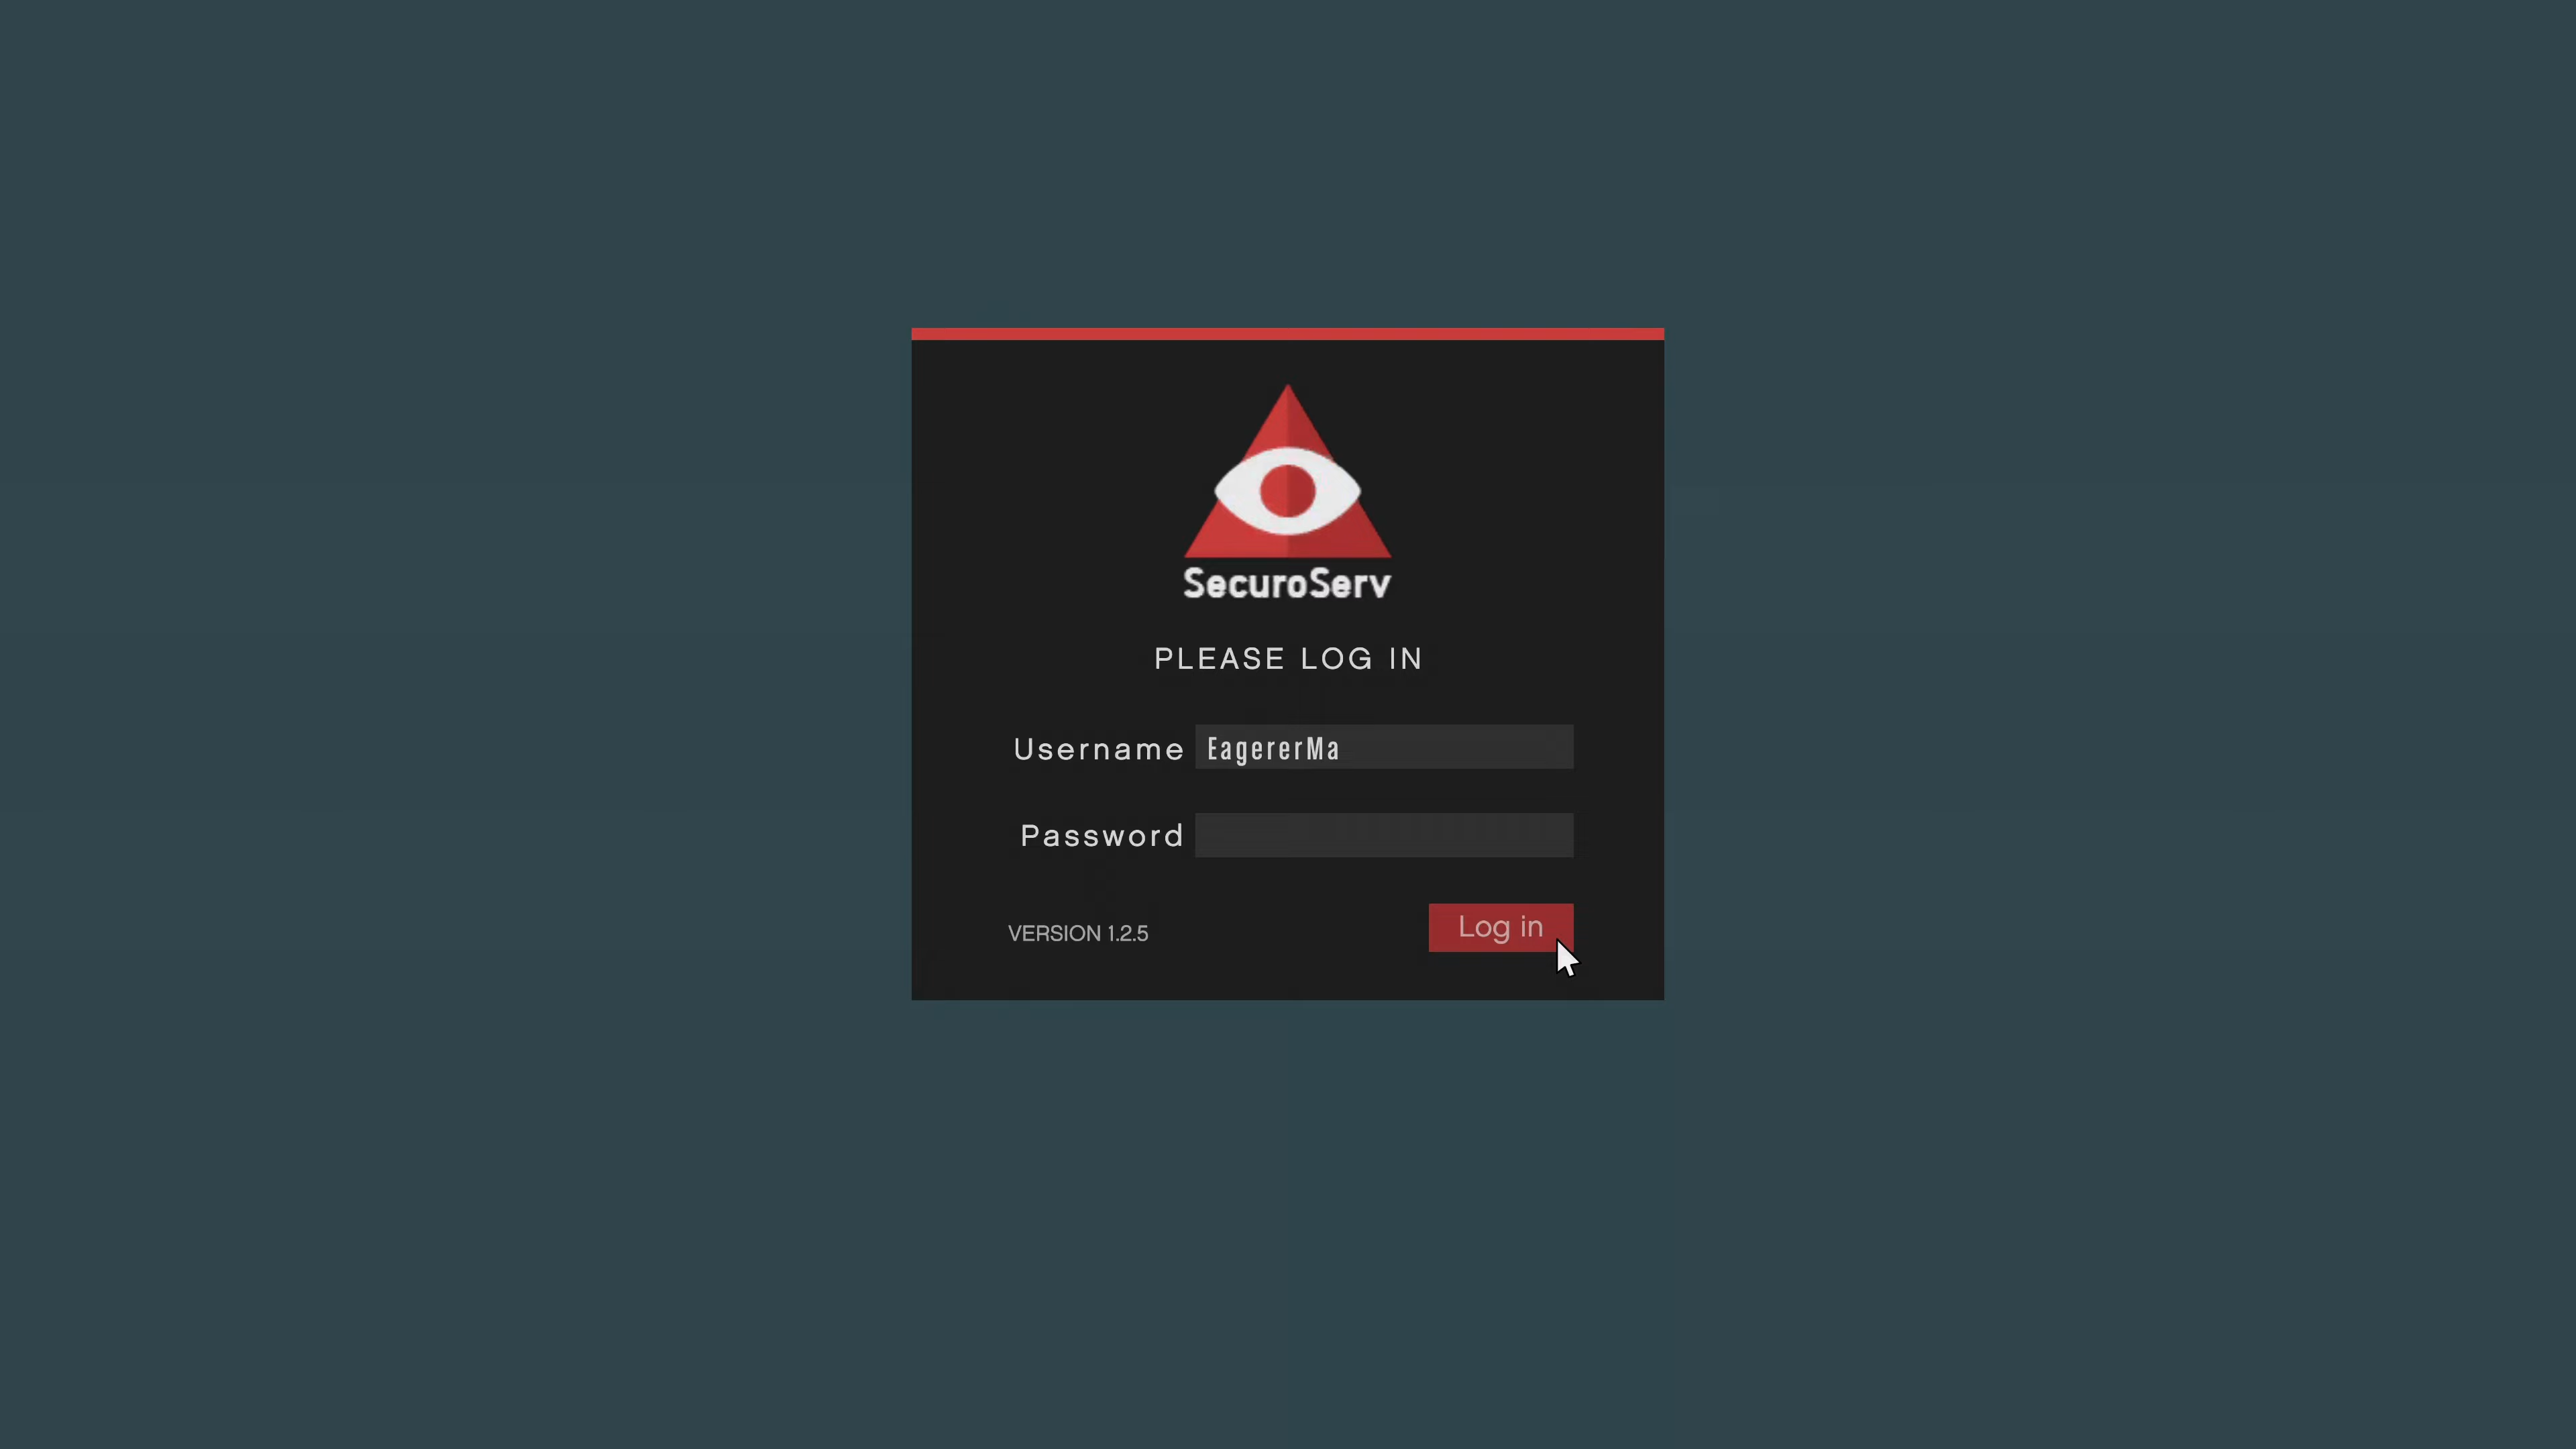 SecuroServ
PLEASE LOG IN
Username EagererMa
Password
VERSION 1.2.5
Log in